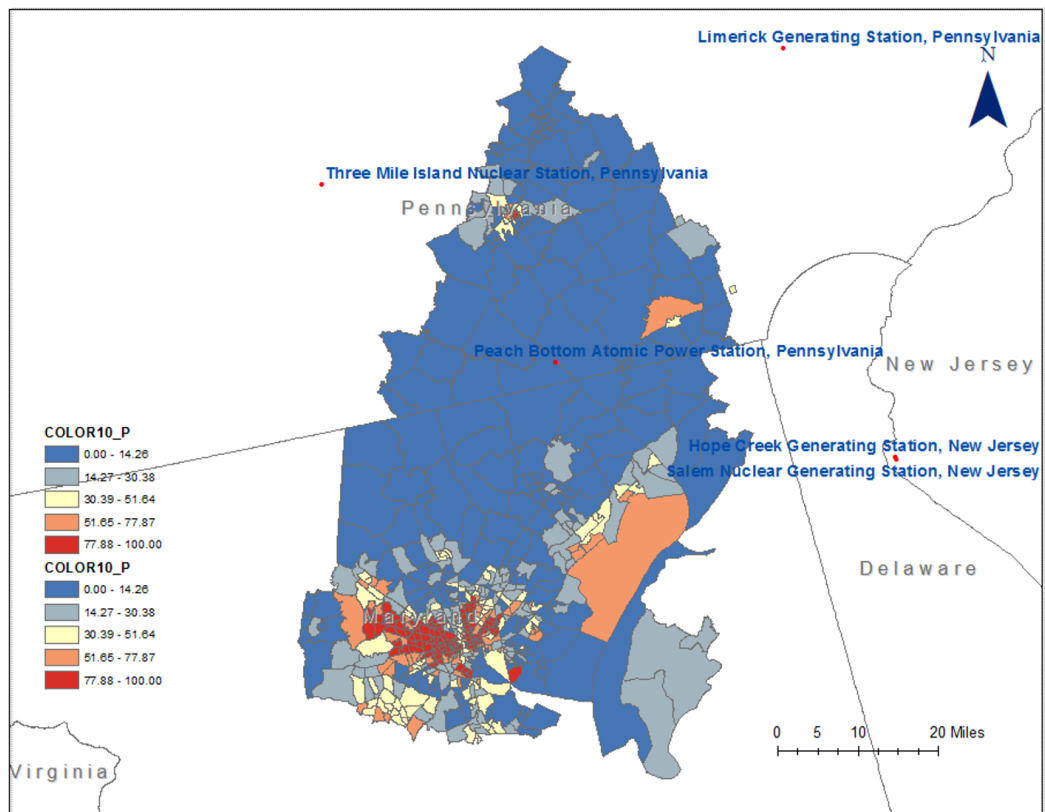 Limerick Generating Station, Pennsylvania
N
Three Mile Island Nuclear Station, Pennsylvania
Pennsylvania
Peach Bottom Atomic Power Station, Pennsylvania
New Jersey
COLOR10_P
0.00 - 14.26
14.27 - 30.38
30.39 - 51.64
51.65 - 77.87
77.88 - 100.00
COLOR10_P
0.00 - 14.26
14.27 - 30.38
30.39 - 51.64
51.65 - 77.87
77.88 - 100.00
Hope Creek Generating Station, New Jersey
Salem Nuclear Generating Station, New Jersey
Delaware
Maryland
0 5 10 20 Miles
Virginia